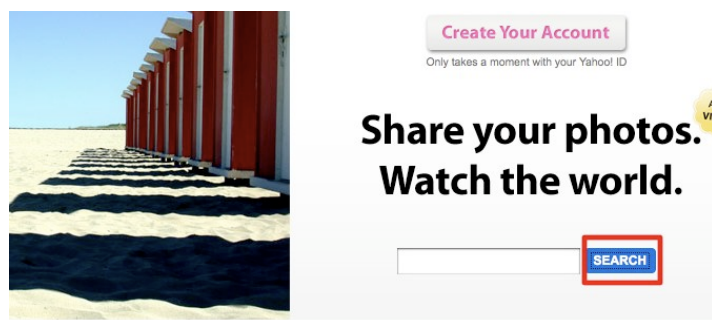 Create Your Account
Only takes a moment with your Yahoo! ID
Share your photos.
Watch the world.
SEARCH